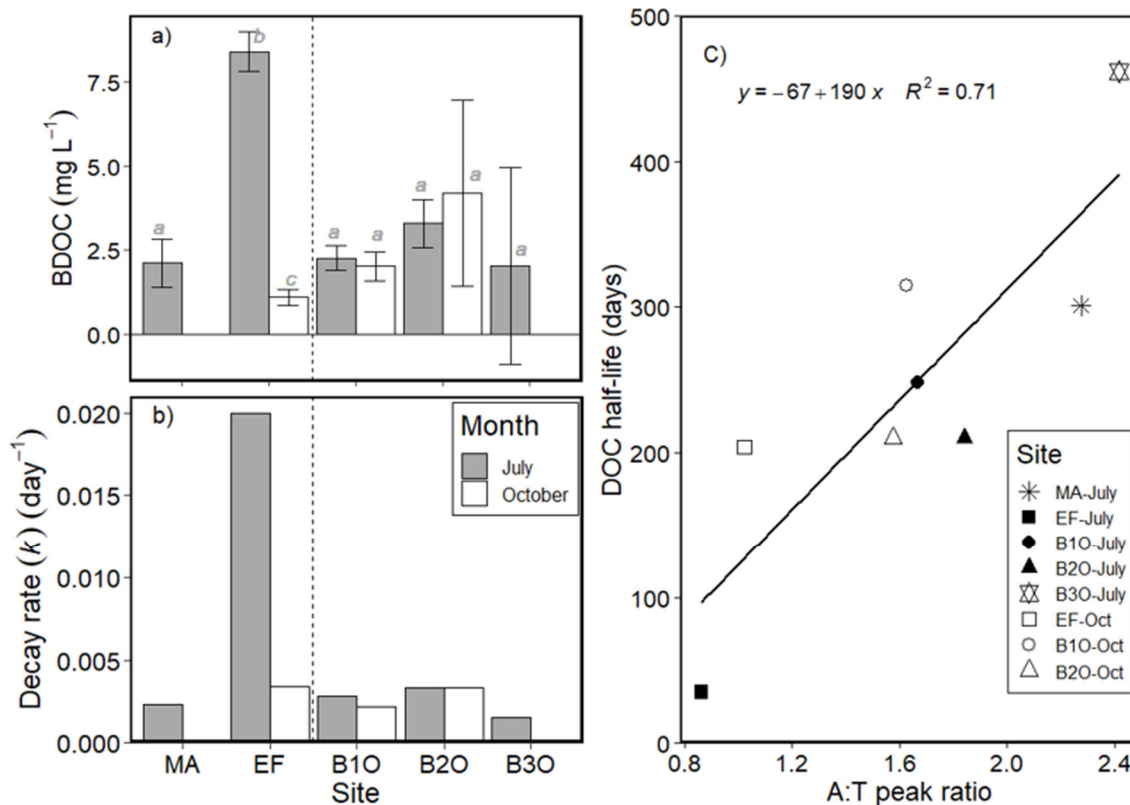 a)
BDOC (mg L⁻¹)
7.5
5.0
2.5
0.0
a
b
c
a
a
a
a
a
b)
Decay rate (k) (day⁻¹)
0.020
0.015
0.010
0.005
0.000
Month
July
October
MA EF B1O B2O B3O
Site
C)
y = −67 + 190 x R² = 0.71
DOC half-life (days)
500
400
300
200
100
0
Site
MA-July
EF-July
B1O-July
B2O-July
B3O-July
EF-Oct
B1O-Oct
B2O-Oct
0.8 1.2 1.6 2.0 2.4
A:T peak ratio